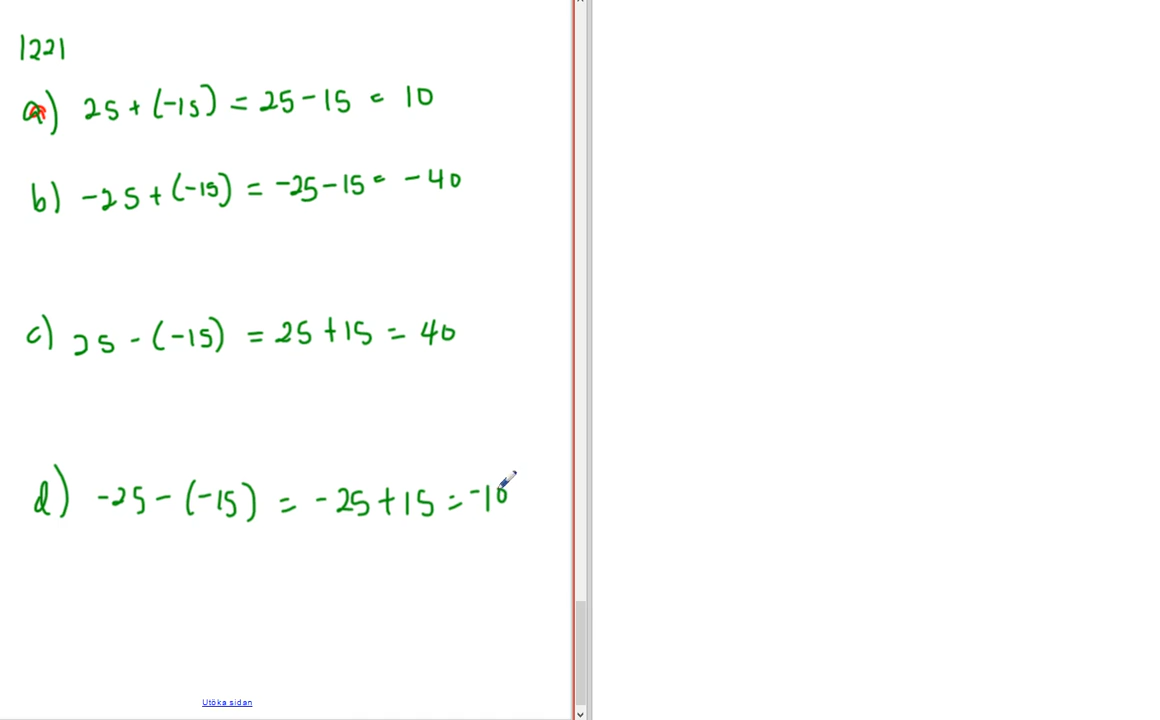 1221
a) 25 + (-15) = 25 - 15 = 10
b) -25 + (-15) = -25 - 15 = -40
c) 25 - (-15) = 25 + 15 = 40
d) -25 - (-15) = -25 + 15 = -10
Utöka sidan